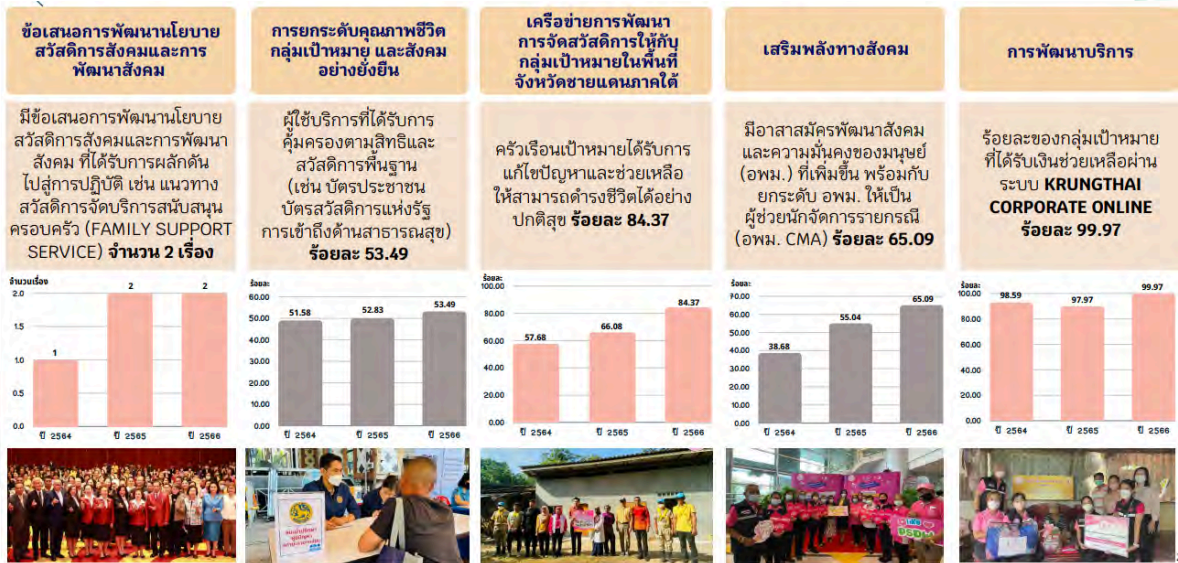 ข้อเสนอการพัฒนานโยบาย
สวัสดิการสังคมและการ
พัฒนาสังคม
มีข้อเสนอการพัฒนานโยบาย
สวัสดิการสังคมและการพัฒนา
สังคม ที่ได้รับการผลักดัน
ไปสู่การปฏิบัติ เช่น แนวทาง
สวัสดิการจัดบริการสนับสนุน
ครอบครัว (FAMILY SUPPORT
SERVICE) จำนวน 2 เรื่อง
จำนวนเรื่อง
2.0
1.5
1.0
0.5
0.0
1
2
2
ปี 2564
ปี 2565
ปี 2566
การยกระดับคุณภาพชีวิต
กลุ่มเป้าหมาย และสังคม
อย่างยั่งยืน
ผู้ใช้บริการที่ได้รับการ
คุ้มครองตามสิทธิและ
สวัสดิการพื้นฐาน
(เช่น บัตรประชาชน
บัตรสวัสดิการแห่งรัฐ
การเข้าถึงด้านสาธารณสุข)
ร้อยละ 53.49
ร้อยละ
60.00
50.00
40.00
30.00
20.00
10.00
0.00
51.58
52.83
53.49
ปี 2564
ปี 2565
ปี 2566
เครือข่ายการพัฒนา
การจัดสวัสดิการให้กับ
กลุ่มเป้าหมายในพื้นที่
จังหวัดชายแดนภาคใต้
ครัวเรือนเป้าหมายได้รับการ
แก้ไขปัญหาและช่วยเหลือ
ให้สามารถดำรงชีวิตได้อย่าง
ปกติสุข ร้อยละ 84.37
ร้อยละ
100.00
80.00
60.00
40.00
20.00
0.00
57.68
66.08
84.37
ปี 2564
ปี 2565
ปี 2566
เสริมพลังทางสังคม
มีอาสาสมัครพัฒนาสังคม
และความมั่นคงของมนุษย์
(อพม.) ที่เพิ่มขึ้น พร้อมกับ
ยกระดับ อพม. ให้เป็น
ผู้ช่วยนักจัดการรายกรณี
(อพม. CMA) ร้อยละ 65.09
ร้อยละ
70.00
60.00
50.00
40.00
30.00
20.00
10.00
0.00
38.68
55.04
65.09
ปี 2564
ปี 2565
ปี 2566
การพัฒนาบริการ
ร้อยละของกลุ่มเป้าหมาย
ที่ได้รับเงินช่วยเหลือผ่าน
ระบบ KRUNGTHAI
CORPORATE ONLINE
ร้อยละ 99.97
ร้อยละ
100.00
80.00
60.00
40.00
20.00
0.00
98.59
97.97
99.97
ปี 2564
ปี 2565
ปี 2566